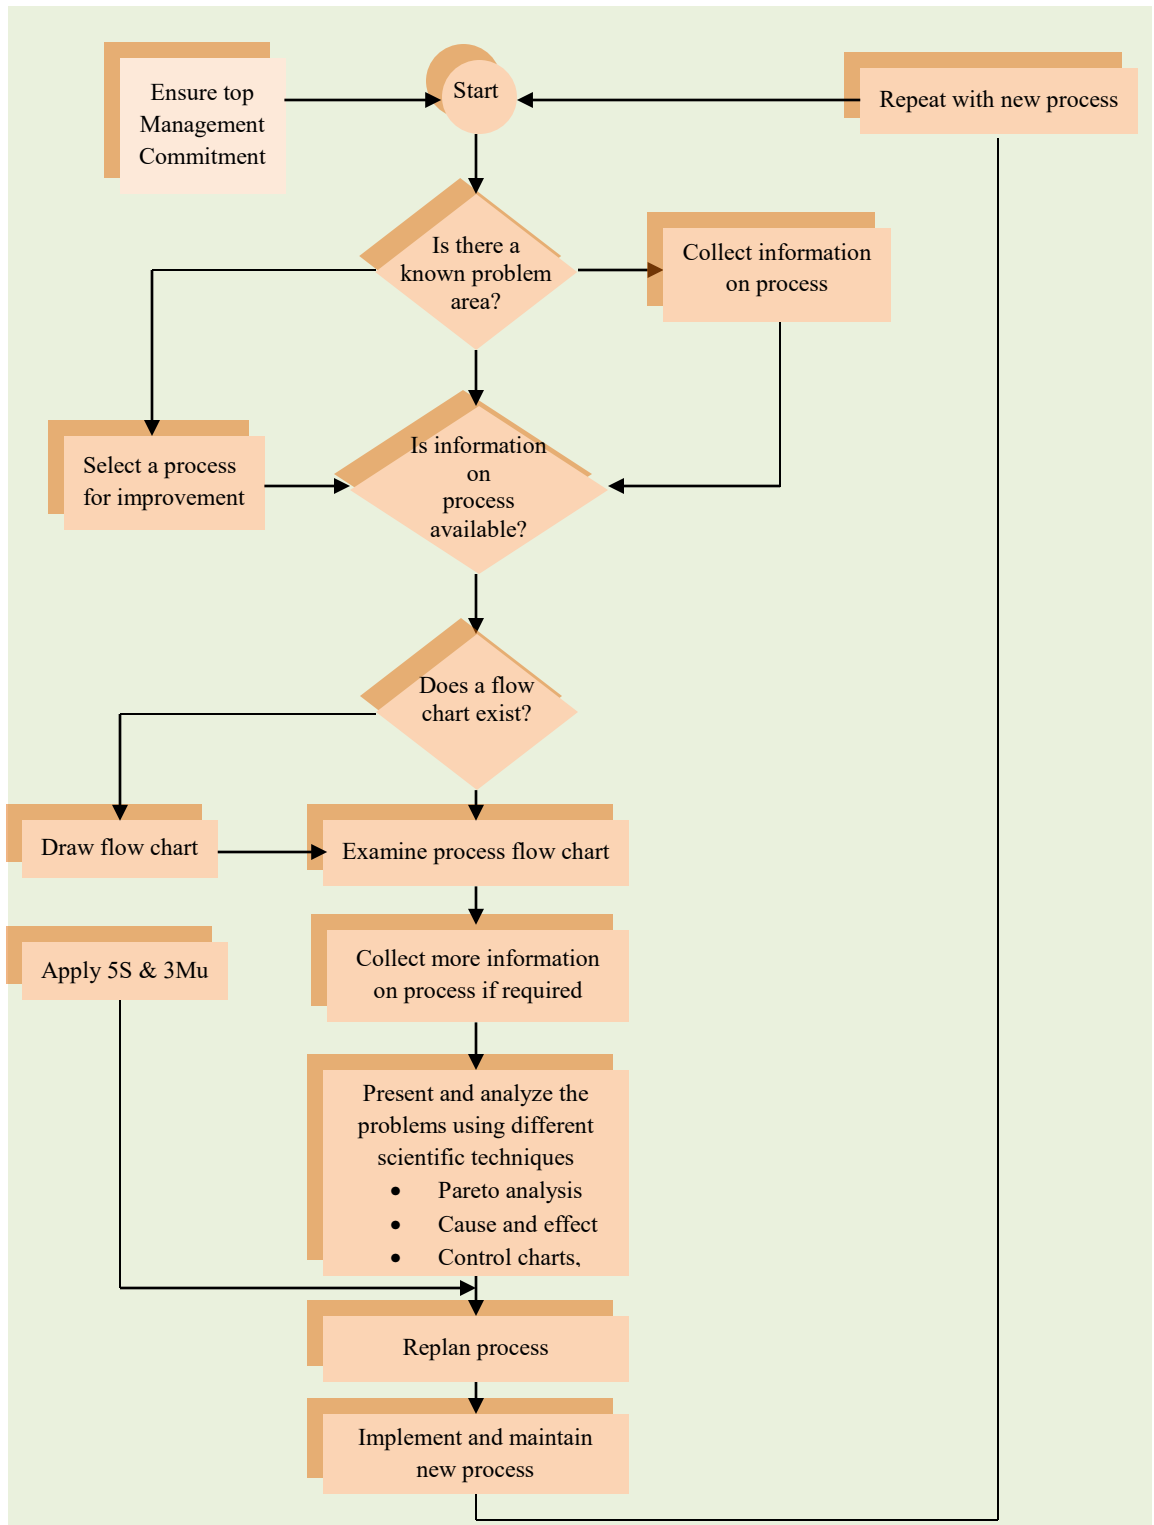 Ensure top
Management
Commitment
Start
Repeat with new process
Is there a
known problem
area?
Collect information
on process
Select a process
for improvement
Is information
on
process
available?
Does a flow
chart exist?
Draw flow chart
Examine process flow chart
Apply 5S & 3Mu
Collect more information
on process if required
Present and analyze the
problems using different
scientific techniques
• Pareto analysis
• Cause and effect
• Control charts,
Replan process
Implement and maintain
new process